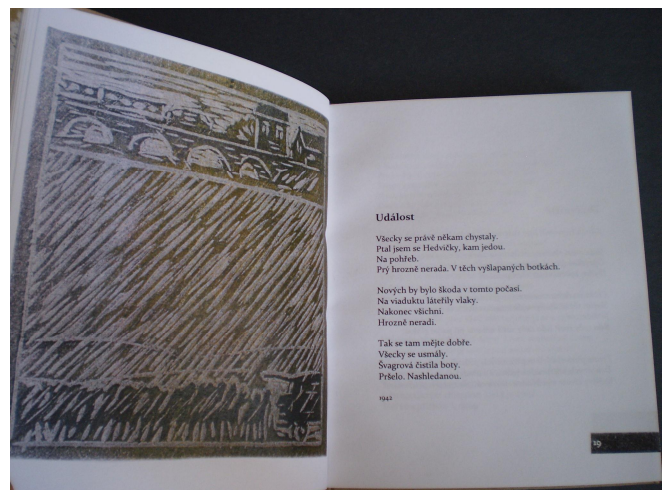 Událost
Všecky se právě někam chystaly.
Ptal jsem se Hedvičky, kam jedou.
Na pohřeb.
Prý hrozně nerada. V těch vyšlapaných botkách.
Nových by bylo škoda v tomto počasí.
Na viaduktu láteřily vlaky.
Nakonec všichni.
Hrozně neradi.
Tak se tam mějte dobře.
Všecky se usmály.
Švagrová čistila boty.
Pršelo. Nashledanou.
1942
19